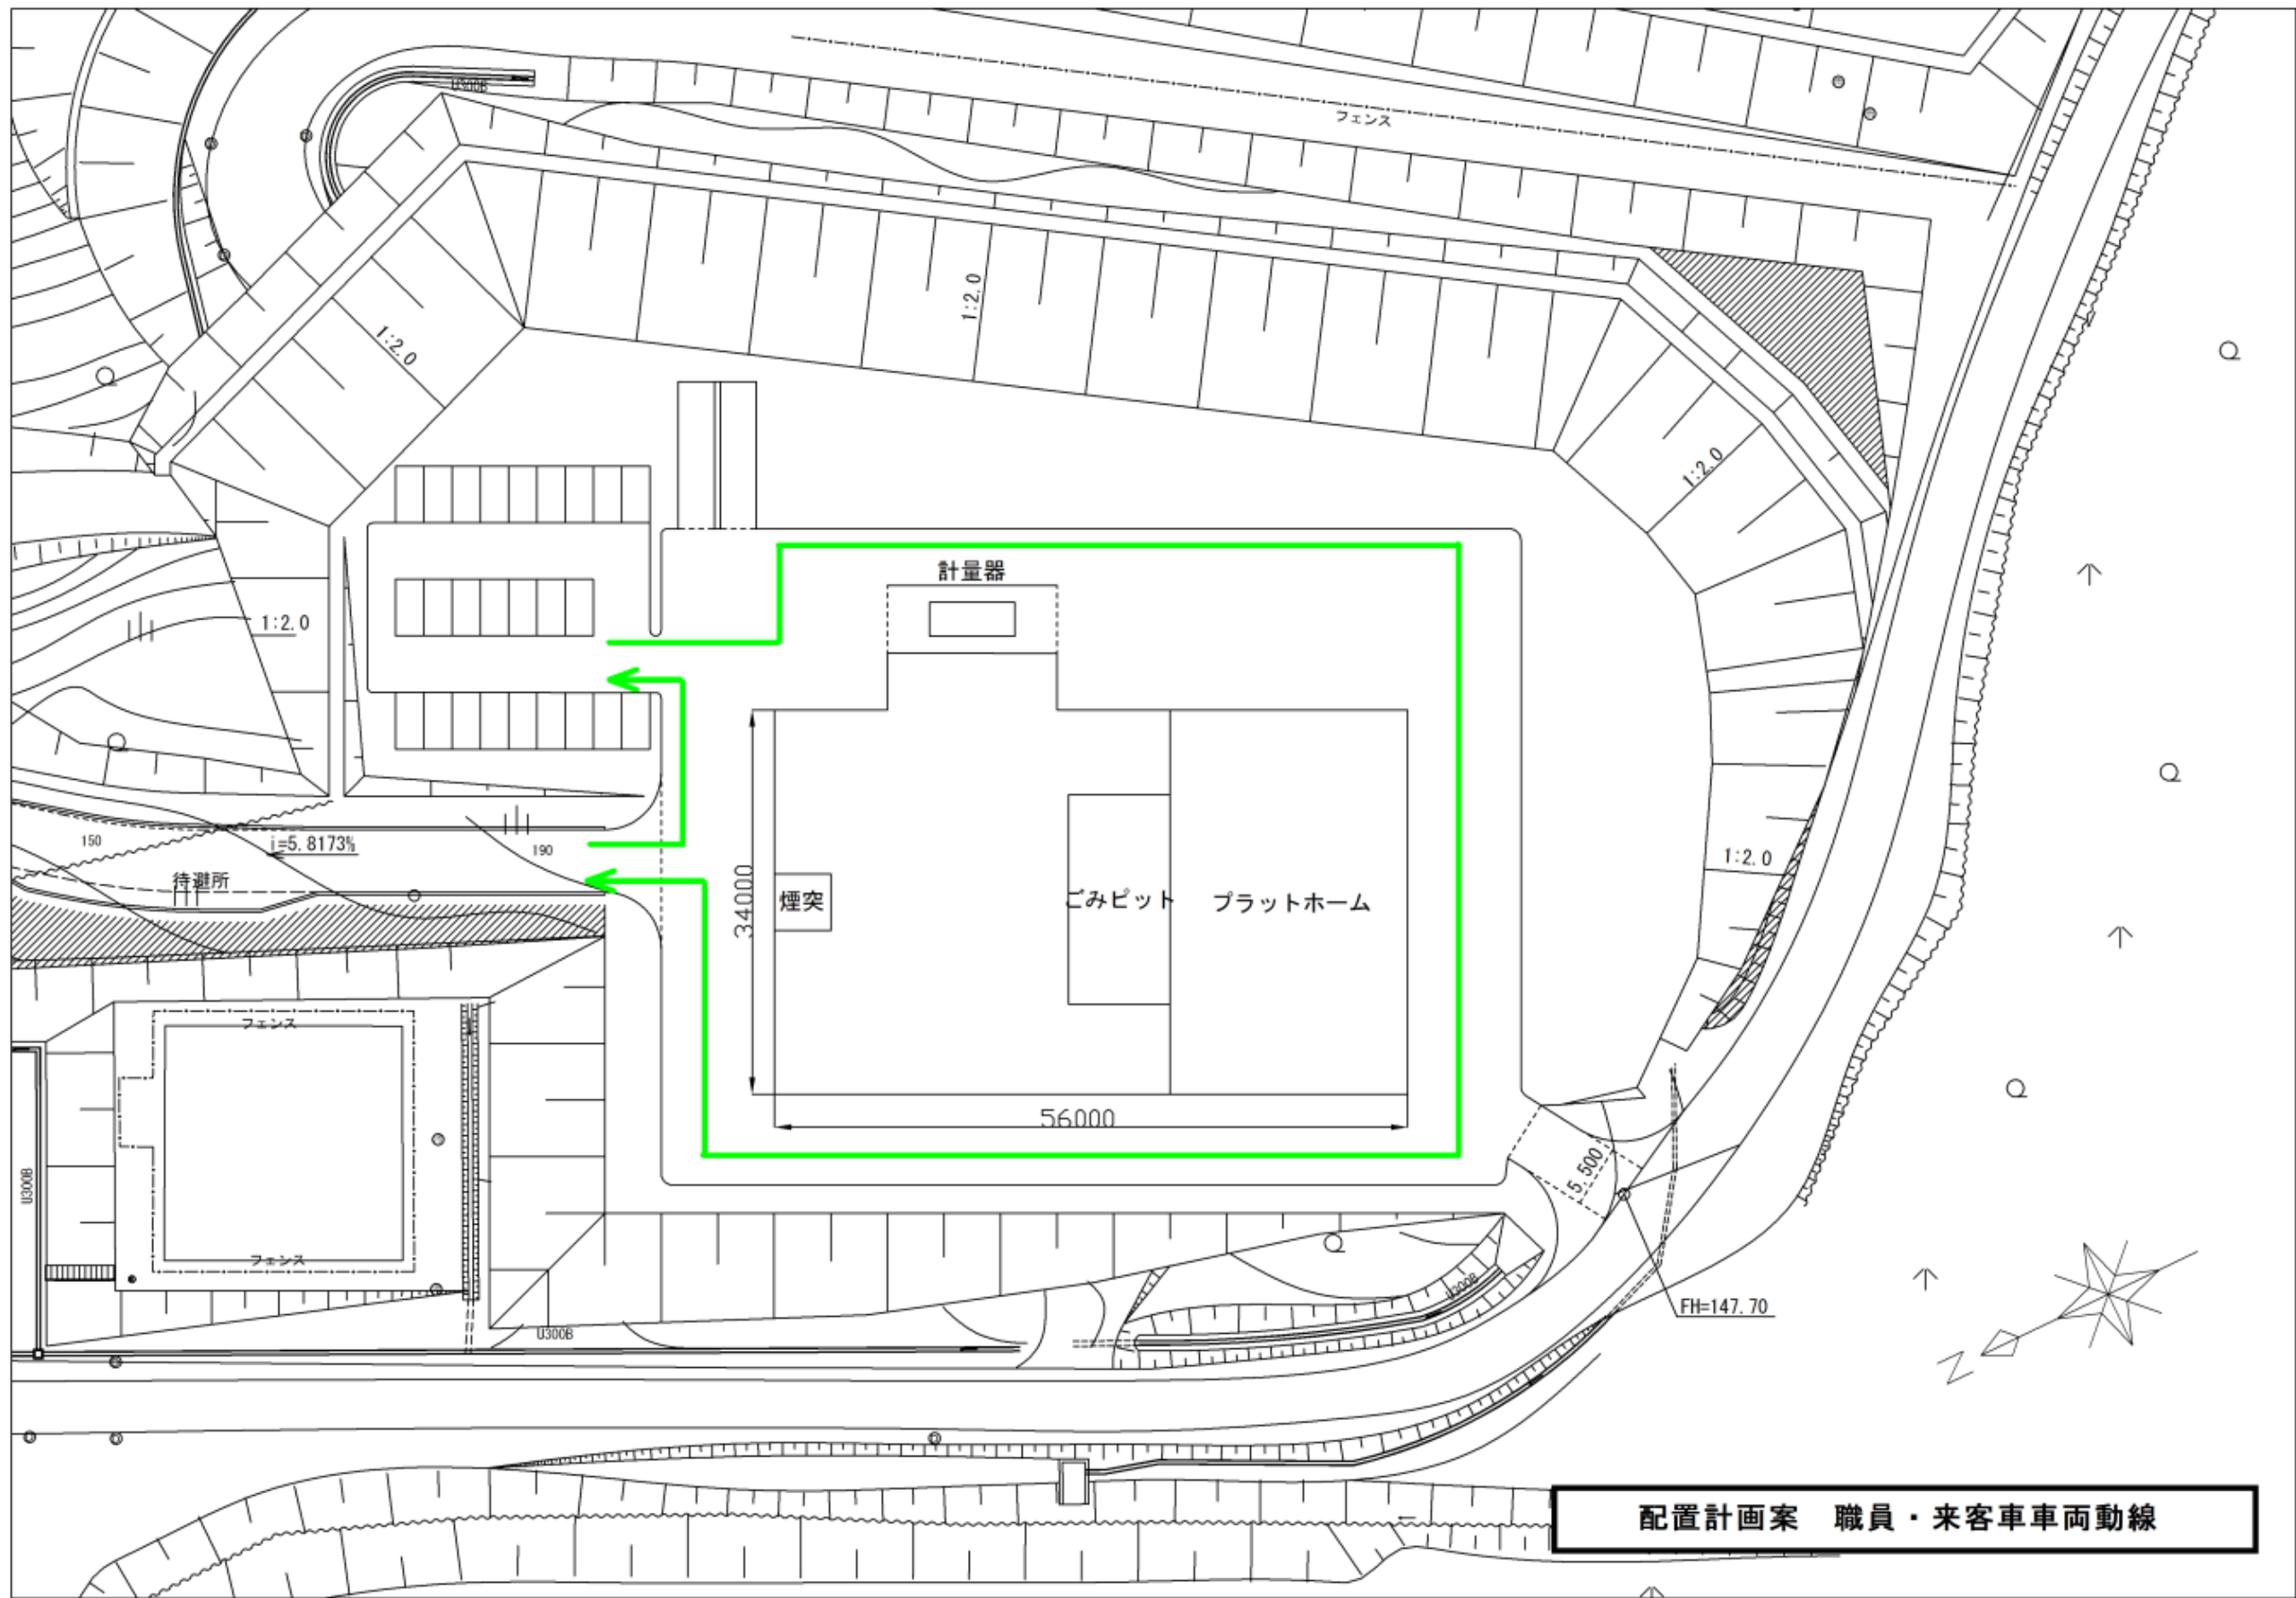 U300B
フェンス
1:2.0
1:2.0
1:2.0
計量器
1:2.0
150
i=5.8173%
190
待避所
1:2.0
34000
煙突
ごみピット
プラットホーム
フェンス
56000
5.500
U300B
フェンス
U300B
U300B
FH=147.70
N
配置計画案 職員・来客車車両動線